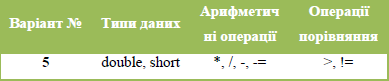 Варіант № Типи даних Арифметич Операції
ні операції порівняння
5 double, short *, /, -, -= >, !=